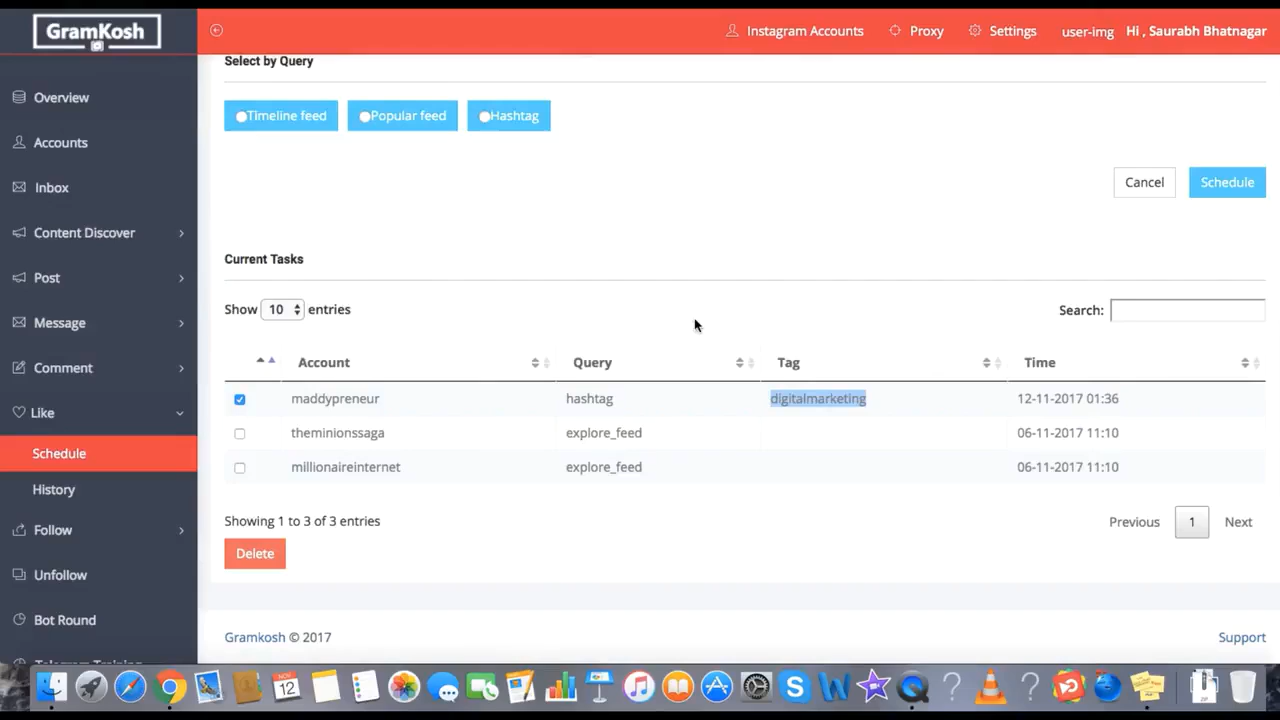 GramKosh
Instagram Accounts
Proxy
Settings
user-img
Hi , Saurabh Bhatnagar
Overview
Accounts
Inbox
Content Discover
Post
Message
Comment
Like
Schedule
History
Follow
Unfollow
Bot Round
Select by Query
Timeline feed
Popular feed
Hashtag
Cancel
Schedule
Current Tasks
Show 10 entries
Search:
Account Query Tag Time
maddypreneur hashtag digitalmarketing 12-11-2017 01:36
theminionssaga explore_feed 06-11-2017 11:10
millionaireinternet explore_feed 06-11-2017 11:10
Showing 1 to 3 of 3 entries
Previous 1 Next
Delete
Gramkosh © 2017
Support
NOV
12